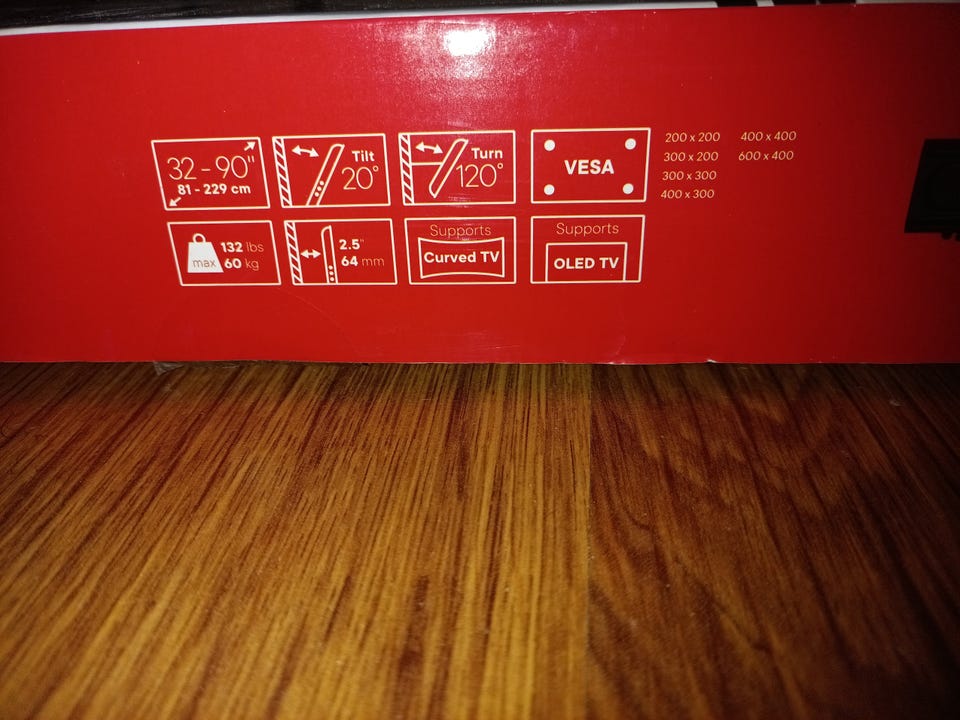 32 - 90"
81 - 229 cm
Tilt
20°
Turn
120°
VESA
200 x 200
300 x 200
300 x 300
400 x 300
400 x 400
600 x 400
max
132 lbs
60 kg
2.5"
64 mm
Supports
Curved TV
Supports
OLED TV